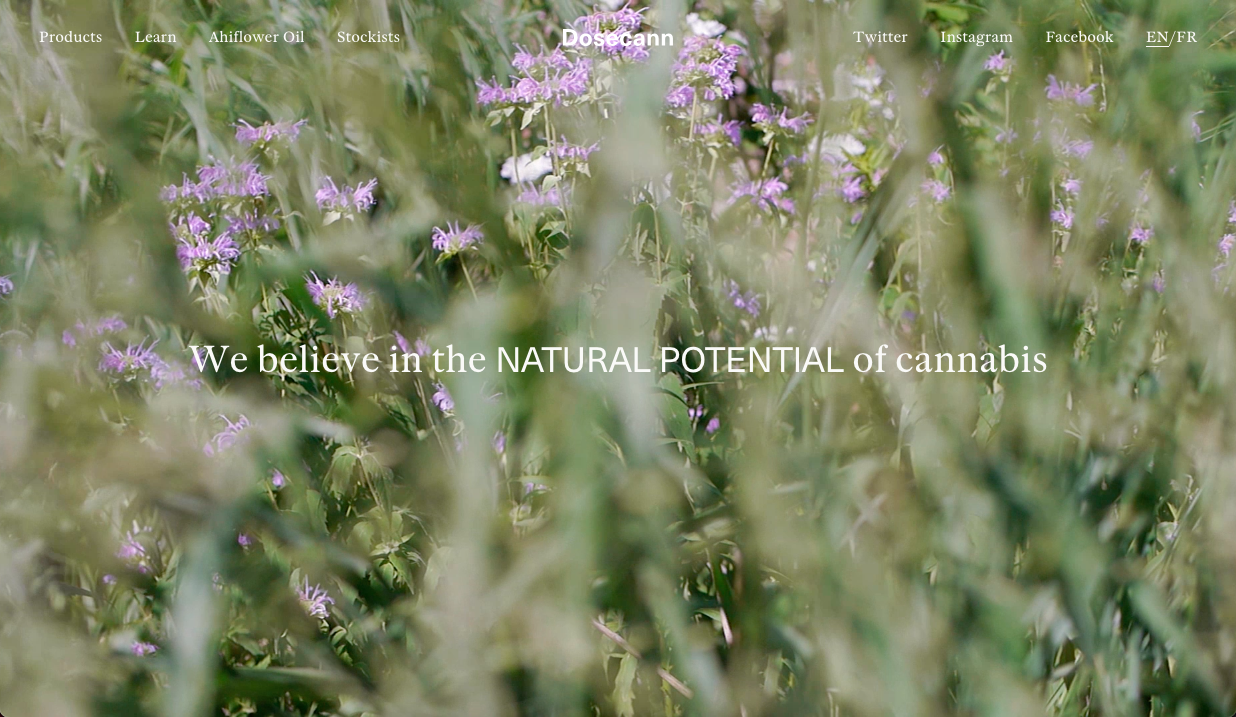 Products Learn Ahiflower Oil Stockists Dosecann Twitter Instagram Facebook EN/FR
We believe in the NATURAL POTENTIAL of cannabis